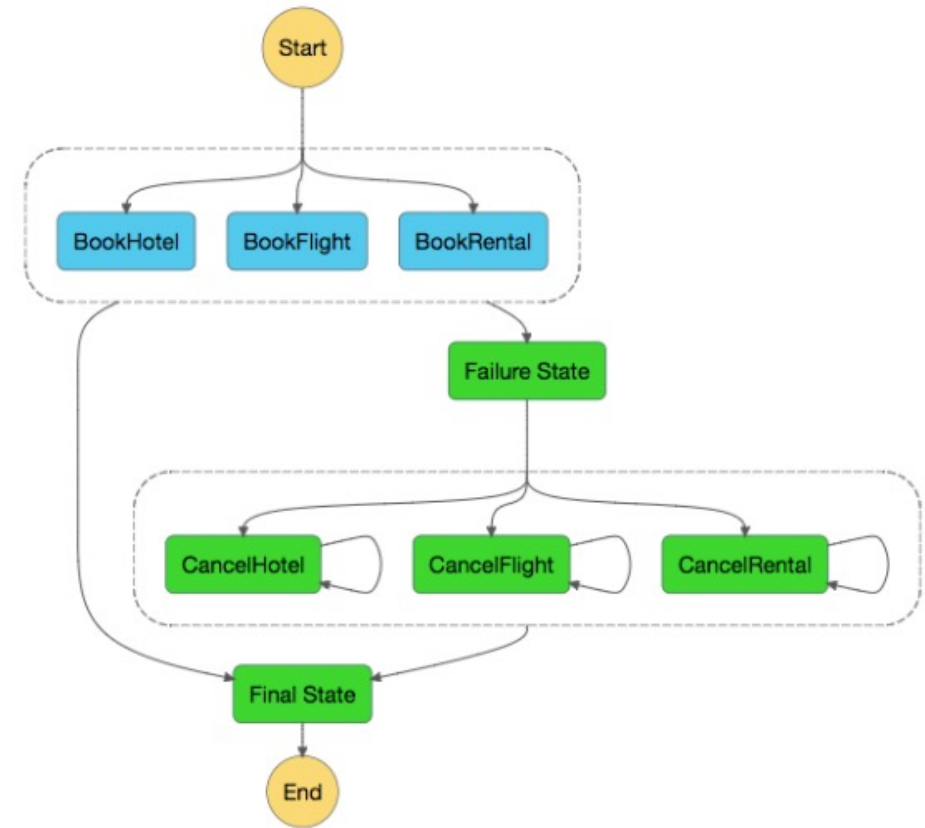 Start
BookHotel
BookFlight
BookRental
Failure State
CancelHotel
CancelFlight
CancelRental
Final State
End